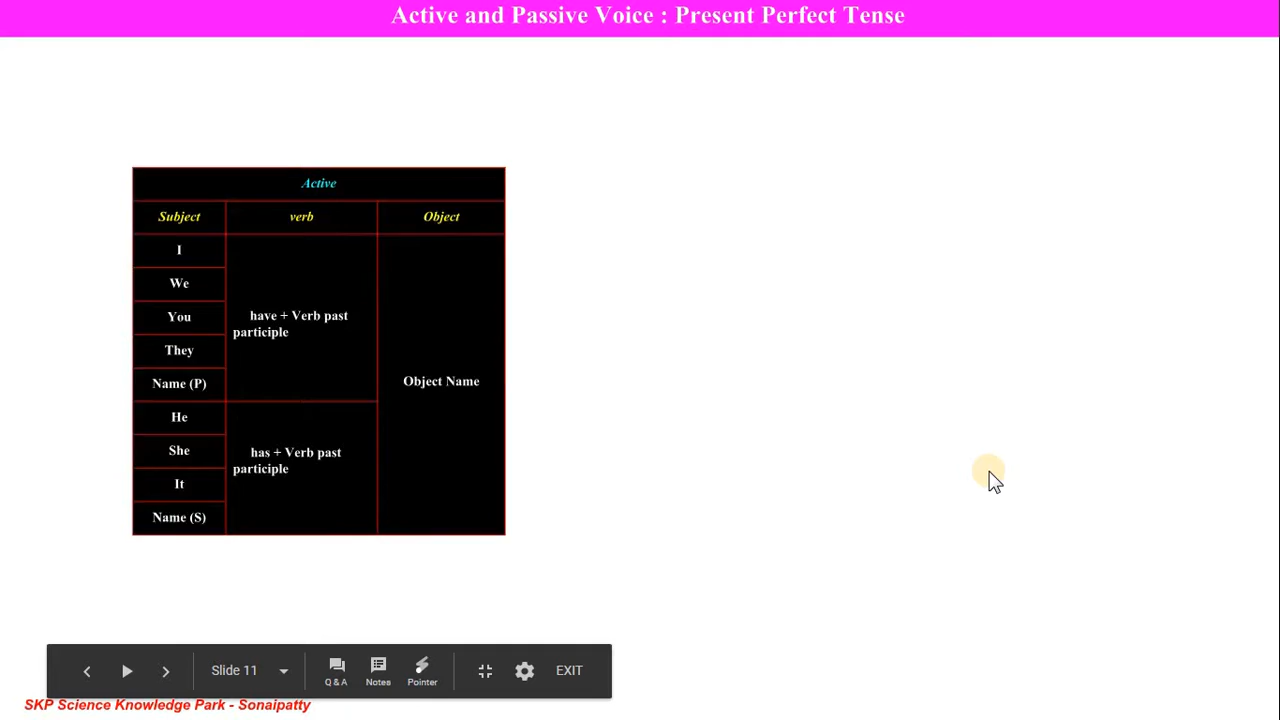 Active and Passive Voice : Present Perfect Tense
Active
Subject verb Object
I
We
You
They
Name (P)
have + Verb past
participle
Object Name
He
She
It
Name (S)
has + Verb past
participle
Slide 11
Q & A
Notes
Pointer
EXIT
SKP Science Knowledge Park - Sonaipatty